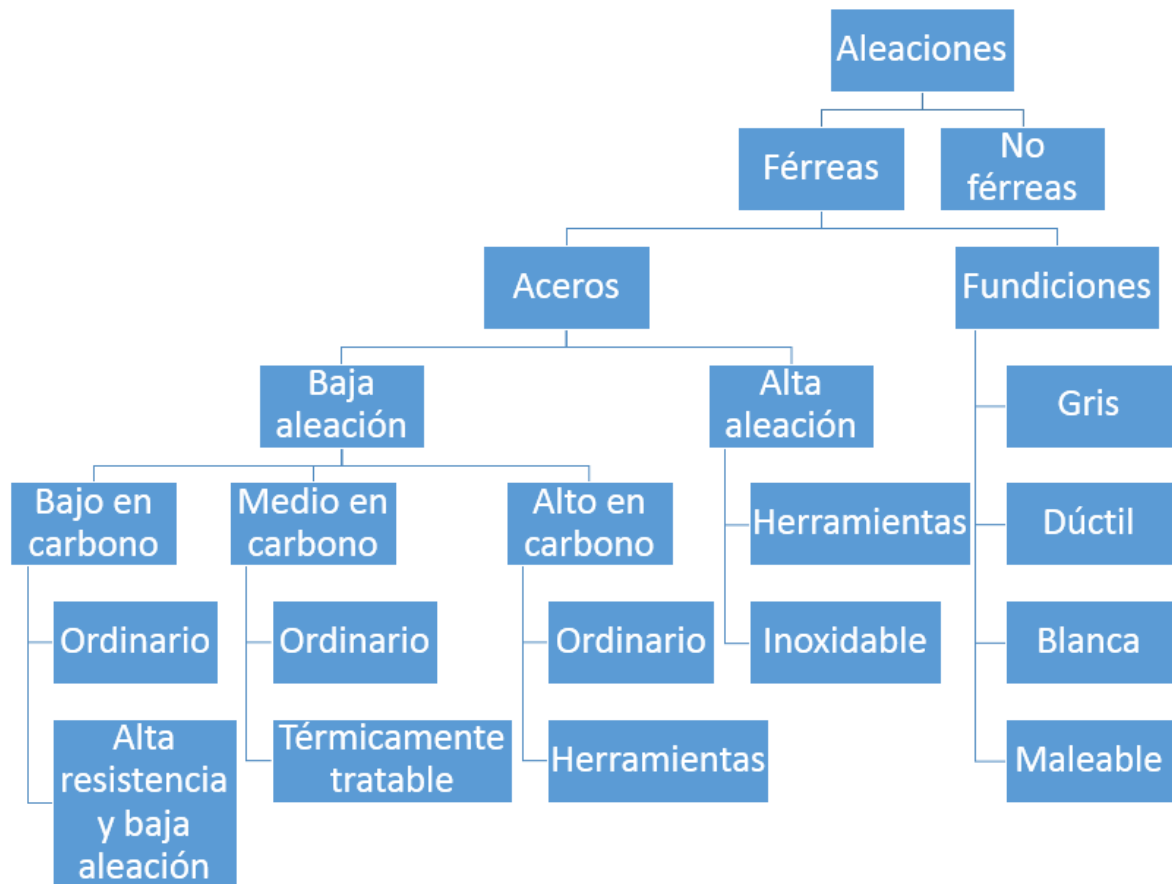 Aleaciones
Férreas
No
férreas
Aceros
Fundiciones
Baja
aleación
Alta
aleación
Gris
Bajo en
carbono
Medio en
carbono
Alto en
carbono
Herramientas
Dúctil
Ordinario
Ordinario
Ordinario
Inoxidable
Blanca
Alta
resistencia
y baja
aleación
Térmicamente
tratable
Herramientas
Maleable